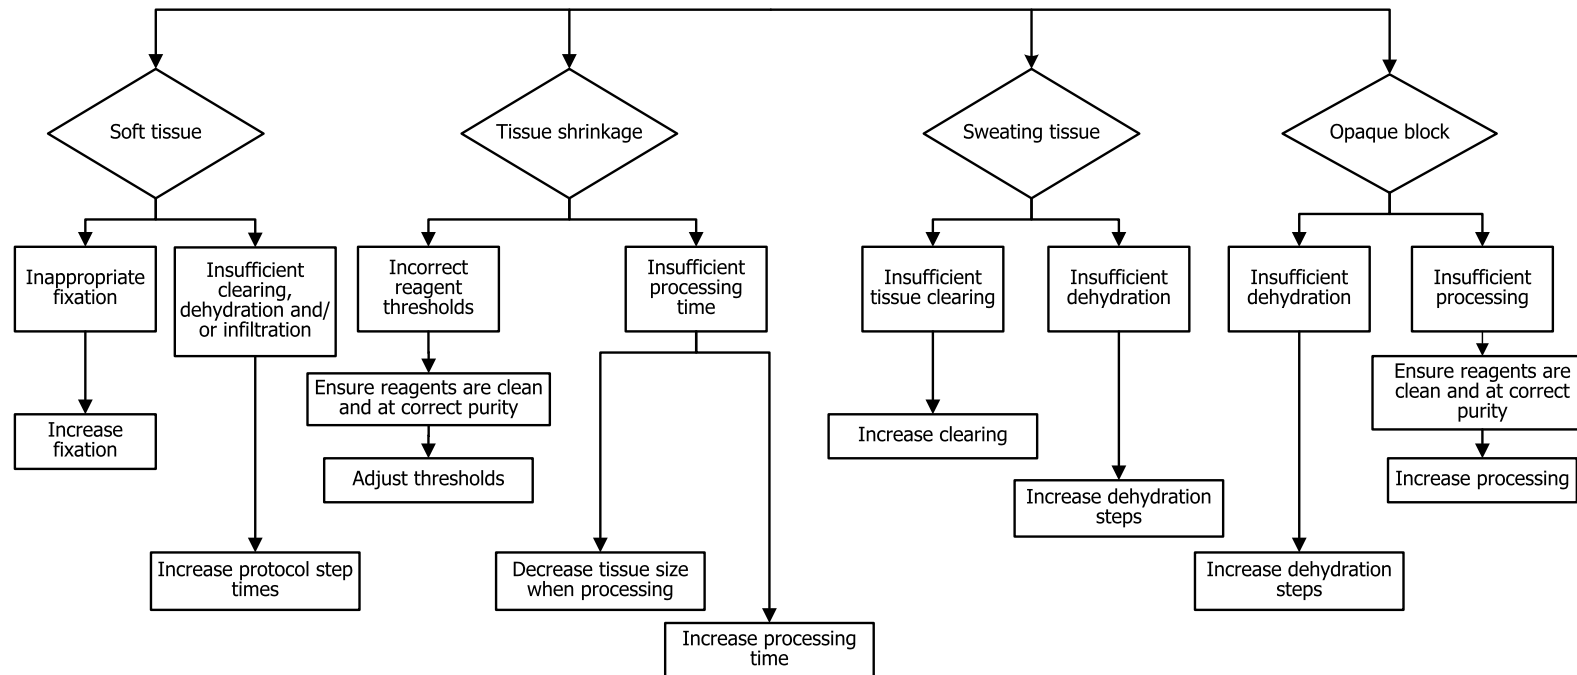 Soft tissue
Tissue shrinkage
Sweating tissue
Opaque block
Inappropriate
fixation
Insufficient
clearing,
dehydration and/
or infiltration
Incorrect
reagent
thresholds
Insufficient
processing
time
Insufficient
tissue clearing
Insufficient
dehydration
Insufficient
dehydration
Insufficient
processing
Increase
fixation
Ensure reagents are clean
and at correct purity
Adjust thresholds
Increase clearing
Ensure reagents are
clean and at correct
purity
Increase processing
Increase dehydration
steps
Increase protocol step
times
Decrease tissue size
when processing
Increase dehydration
steps
Increase processing
time